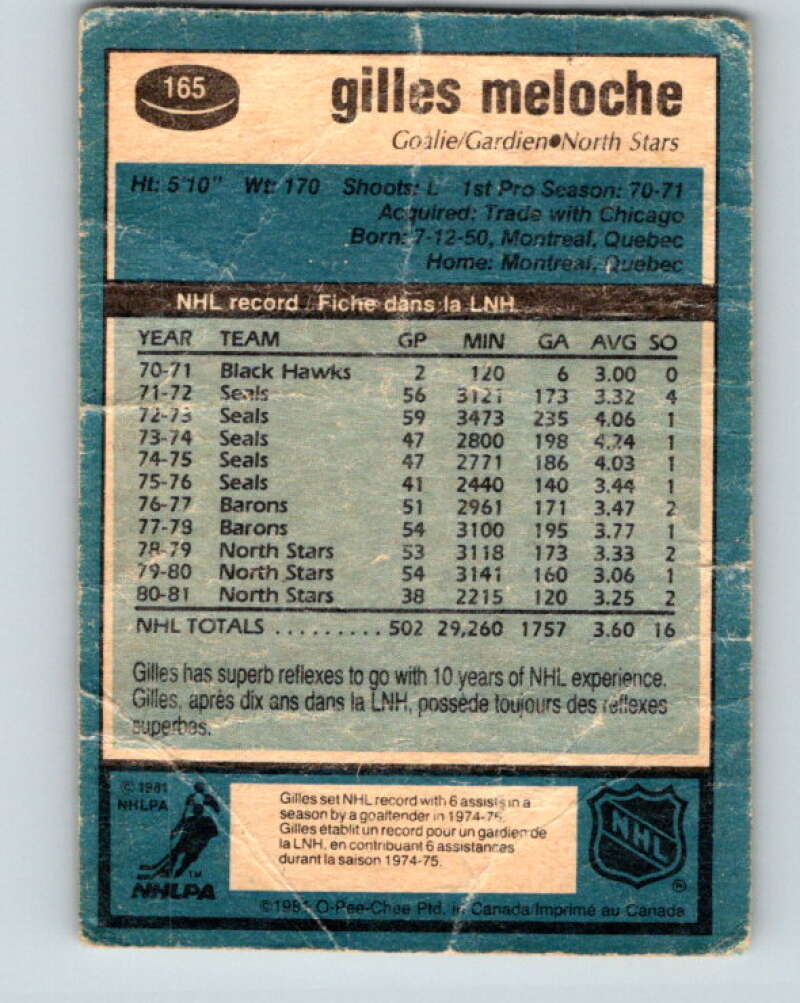 165
gilles meloche
Goalie/Gardien●North Stars
Ht: 5'10" Wt: 170 Shoots: L 1st Pro Season: 70-71
Acquired: Trade with Chicago
Born: 7-12-50, Montreal, Quebec
Home: Montreal, Quebec
NHL record / Fiche dans la LNH
YEAR TEAM GP MIN GA AVG SO
70-71 Black Hawks 2 120 6 3.00 0
71-72 Seals 56 3121 173 3.32 4
72-73 Seals 59 3473 235 4.06 1
73-74 Seals 47 2800 198 4.24 1
74-75 Seals 47 2771 186 4.03 1
75-76 Seals 41 2440 140 3.44 1
76-77 Barons 51 2961 171 3.47 2
77-78 Barons 54 3100 195 3.77 1
78-79 North Stars 53 3118 173 3.33 2
79-80 North Stars 54 3141 160 3.06 1
80-81 North Stars 38 2215 120 3.25 2
NHL TOTALS ......... 502 29,260 1757 3.60 16
Gilles has superb reflexes to go with 10 years of NHL experience.
Gilles, après dix ans dans la LNH, possède toujours des réflexes
superbes.
© 1981
NHLPA
TM
NHLPA
Gilles set NHL record with 6 assists in a
season by a goaltender in 1974-75.
Gilles établit un record pour un gardien de
la LNH, en contribuant 6 assistances
durant la saison 1974-75.
NHL
®
©1981 O-Pee-Chee Ptd. in Canada/Imprimé au Canada